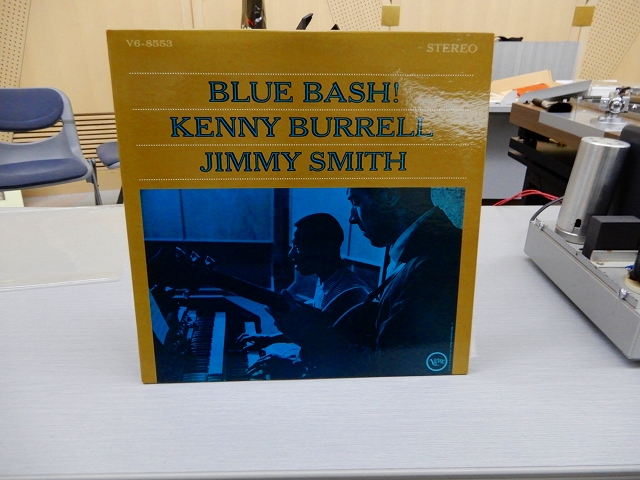 V6-8553
STEREO
BLUE BASH!
KENNY BURRELL
JIMMY SMITH
Verve